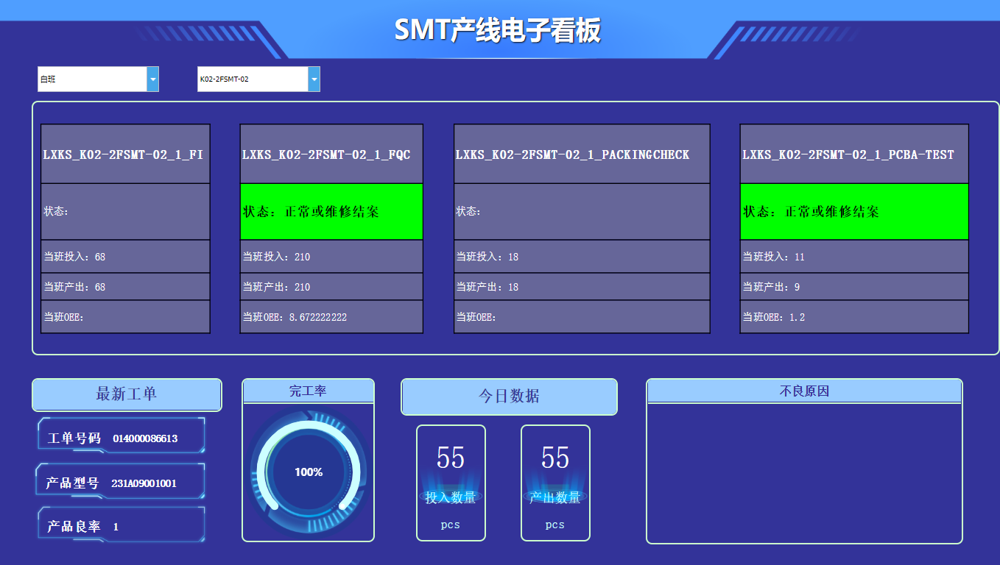 SMT产线电子看板
白班
K02-2FSMT-02
LXKS_K02-2FSMT-02_1_FI
状态:
当班投入: 68
当班产出: 68
当班OEE:
LXKS_K02-2FSMT-02_1_FQC
状态: 正常或维修结案
当班投入: 210
当班产出: 210
当班OEE: 8.672222222
LXKS_K02-2FSMT-02_1_PACKINGCHECK
状态:
当班投入: 18
当班产出: 18
当班OEE:
LXKS_K02-2FSMT-02_1_PCBA-TEST
状态: 正常或维修结案
当班投入: 11
当班产出: 9
当班OEE: 1.2
最新工单
工单号码 014000086613
产品型号 231A09001001
产品良率 1
完工率
100%
今日数据
55
投入数量
pcs
55
产出数量
pcs
不良原因